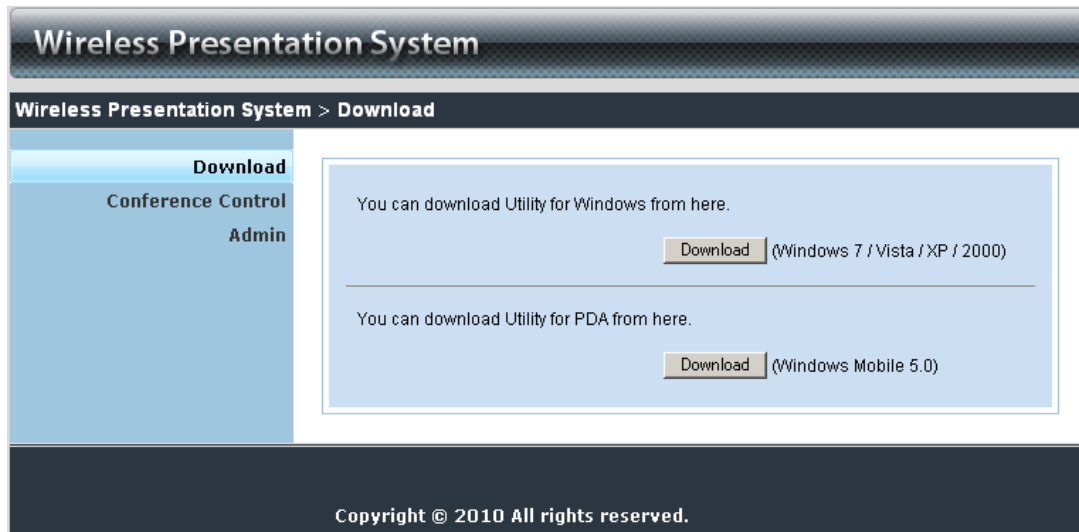 Wireless Presentation System
Wireless Presentation System > Download
Download
Conference Control
Admin
You can download Utility for Windows from here.
Download (Windows 7 / Vista / XP / 2000)
You can download Utility for PDA from here.
Download (Windows Mobile 5.0)
Copyright © 2010 All rights reserved.